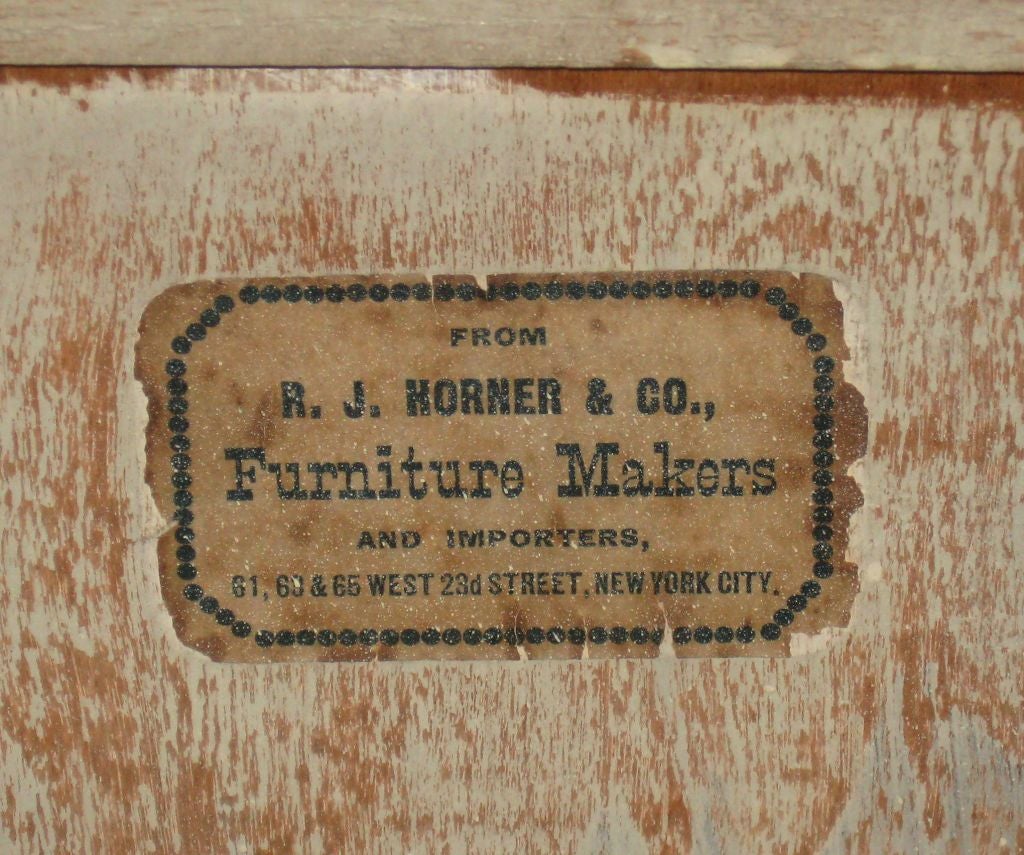 FROM
R. J. HORNER & CO.,
Furniture Makers
AND IMPORTERS,
61, 63 & 65 WEST 23d STREET, NEW YORK CITY.